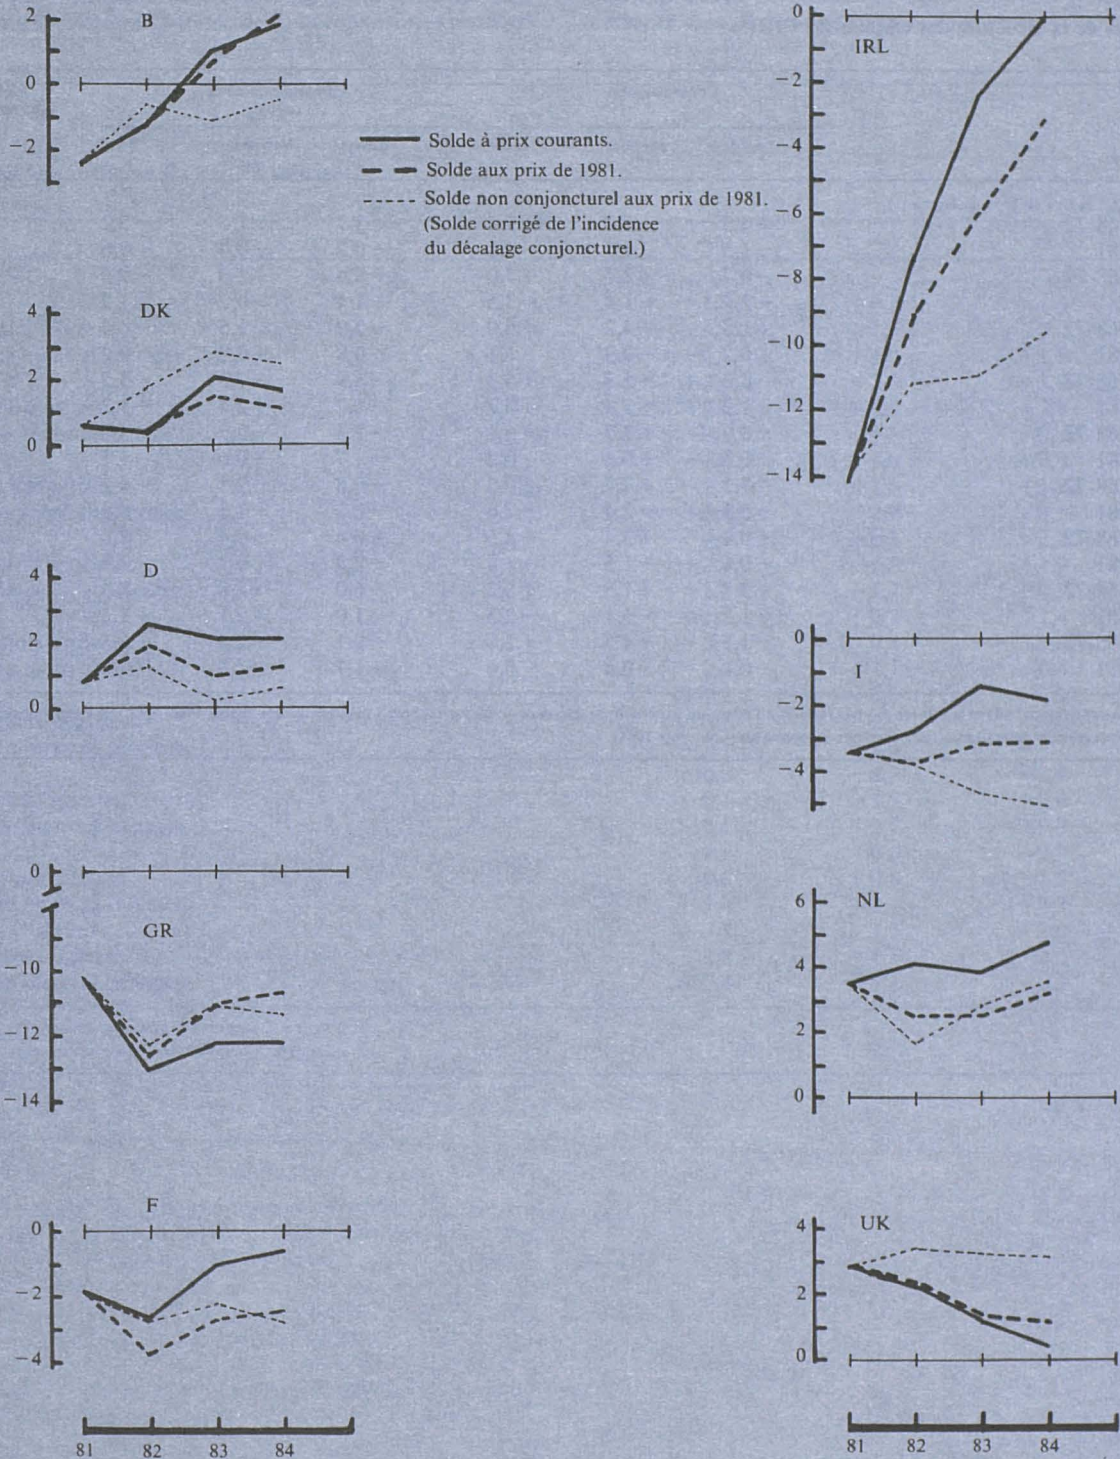 B
2
0
−2
Solde à prix courants.
Solde aux prix de 1981.
Solde non conjoncturel aux prix de 1981.
(Solde corrigé de l'incidence
du décalage conjoncturel.)
DK
4
2
0
D
4
2
0
GR
0
−10
−12
−14
F
0
−2
−4
81 82 83 84
IRL
0
−2
−4
−6
−8
−10
−12
−14
I
0
−2
−4
NL
6
4
2
0
UK
4
2
0
81 82 83 84